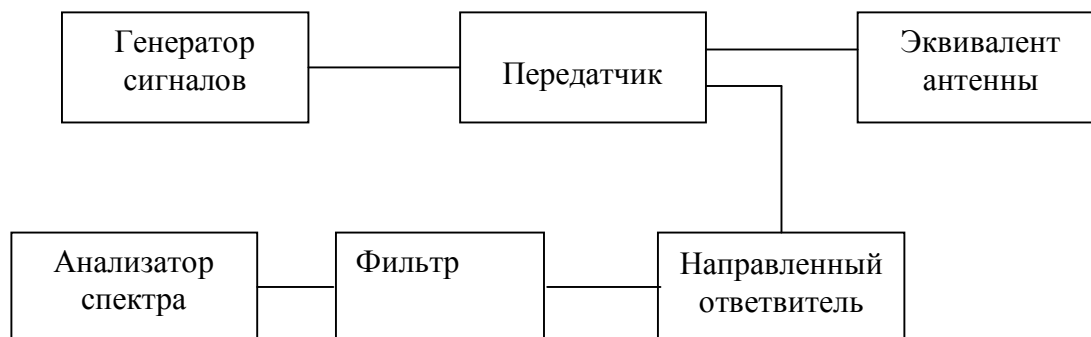 Генератор
сигналов
Передатчик
Эквивалент
антенны
Анализатор
спектра
Фильтр
Направленный
ответвитель